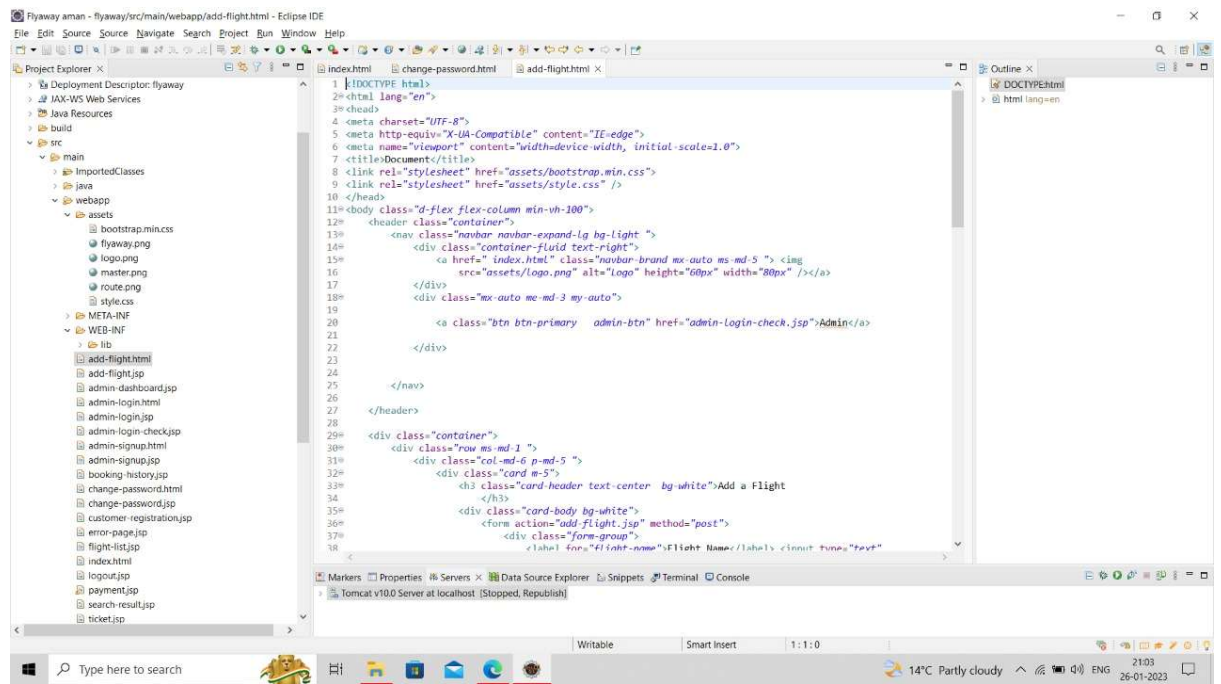 Flyaway aman - flyaway/src/main/webapp/add-flight.html - Eclipse IDE
File Edit Source Source Navigate Search Project Run Window Help
Project Explorer
Deployment Descriptor: flyaway
JAX-WS Web Services
Java Resources
build
src
main
ImportedClasses
java
webapp
assets
bootstrap.min.css
flyaway.png
logo.png
master.png
route.png
style.css
META-INF
WEB-INF
lib
add-flight.html
add-flight.jsp
admin-dashboard.jsp
admin-login.html
admin-login.jsp
admin-login-check.jsp
admin-signup.html
admin-signup.jsp
booking-history.jsp
change-password.html
change-password.jsp
customer-registration.jsp
error-page.jsp
flight-list.jsp
index.html
logout.jsp
payment.jsp
search-result.jsp
ticket.jsp
index.html change-password.html add-flight.html
1 <!DOCTYPE html>
2 <html lang="en">
3 <head>
4 <meta charset="UTF-8">
5 <meta http-equiv="X-UA-Compatible" content="IE=edge">
6 <meta name="viewport" content="width=device-width, initial-scale=1.0">
7 <title>Document</title>
8 <link rel="stylesheet" href="assets/bootstrap.min.css">
9 <link rel="stylesheet" href="assets/style.css" />
10 </head>
11 <body class="d-flex flex-column min-vh-100">
12 <header class="container">
13 <nav class="navbar navbar-expand-lg bg-light ">
14 <div class="container-fluid text-right">
15 <a href=" index.html" class="navbar-brand mx-auto ms-md-5 "> <img
16 src="assets/logo.png" alt="Logo" height="60px" width="80px" /></a>
17 </div>
18 <div class="mx-auto me-md-3 my-auto">
19
20 <a class="btn btn-primary admin-btn" href="admin-login-check.jsp">Admin</a>
21
22 </div>
23
24
25 </nav>
26
27 </header>
28
29 <div class="container">
30 <div class="row ms-md-1 ">
31 <div class="col-md-6 p-md-5 ">
32 <div class="card m-5">
33 <h3 class="card-header text-center bg-white">Add a Flight
34 </h3>
35 <div class="card-body bg-white">
36 <form action="add-flight.jsp" method="post">
37 <div class="form-group">
38 <label for="flight-name">Flight Name</label> <input type="text"
Outline
DOCTYPE:html
html lang=en
Markers Properties Servers Data Source Explorer Snippets Terminal Console
Tomcat v10.0 Server at localhost [Stopped, Republish]
Writable Smart Insert 1 : 1 : 0
Type here to search
14°C Partly cloudy ENG 21:03
26-01-2023